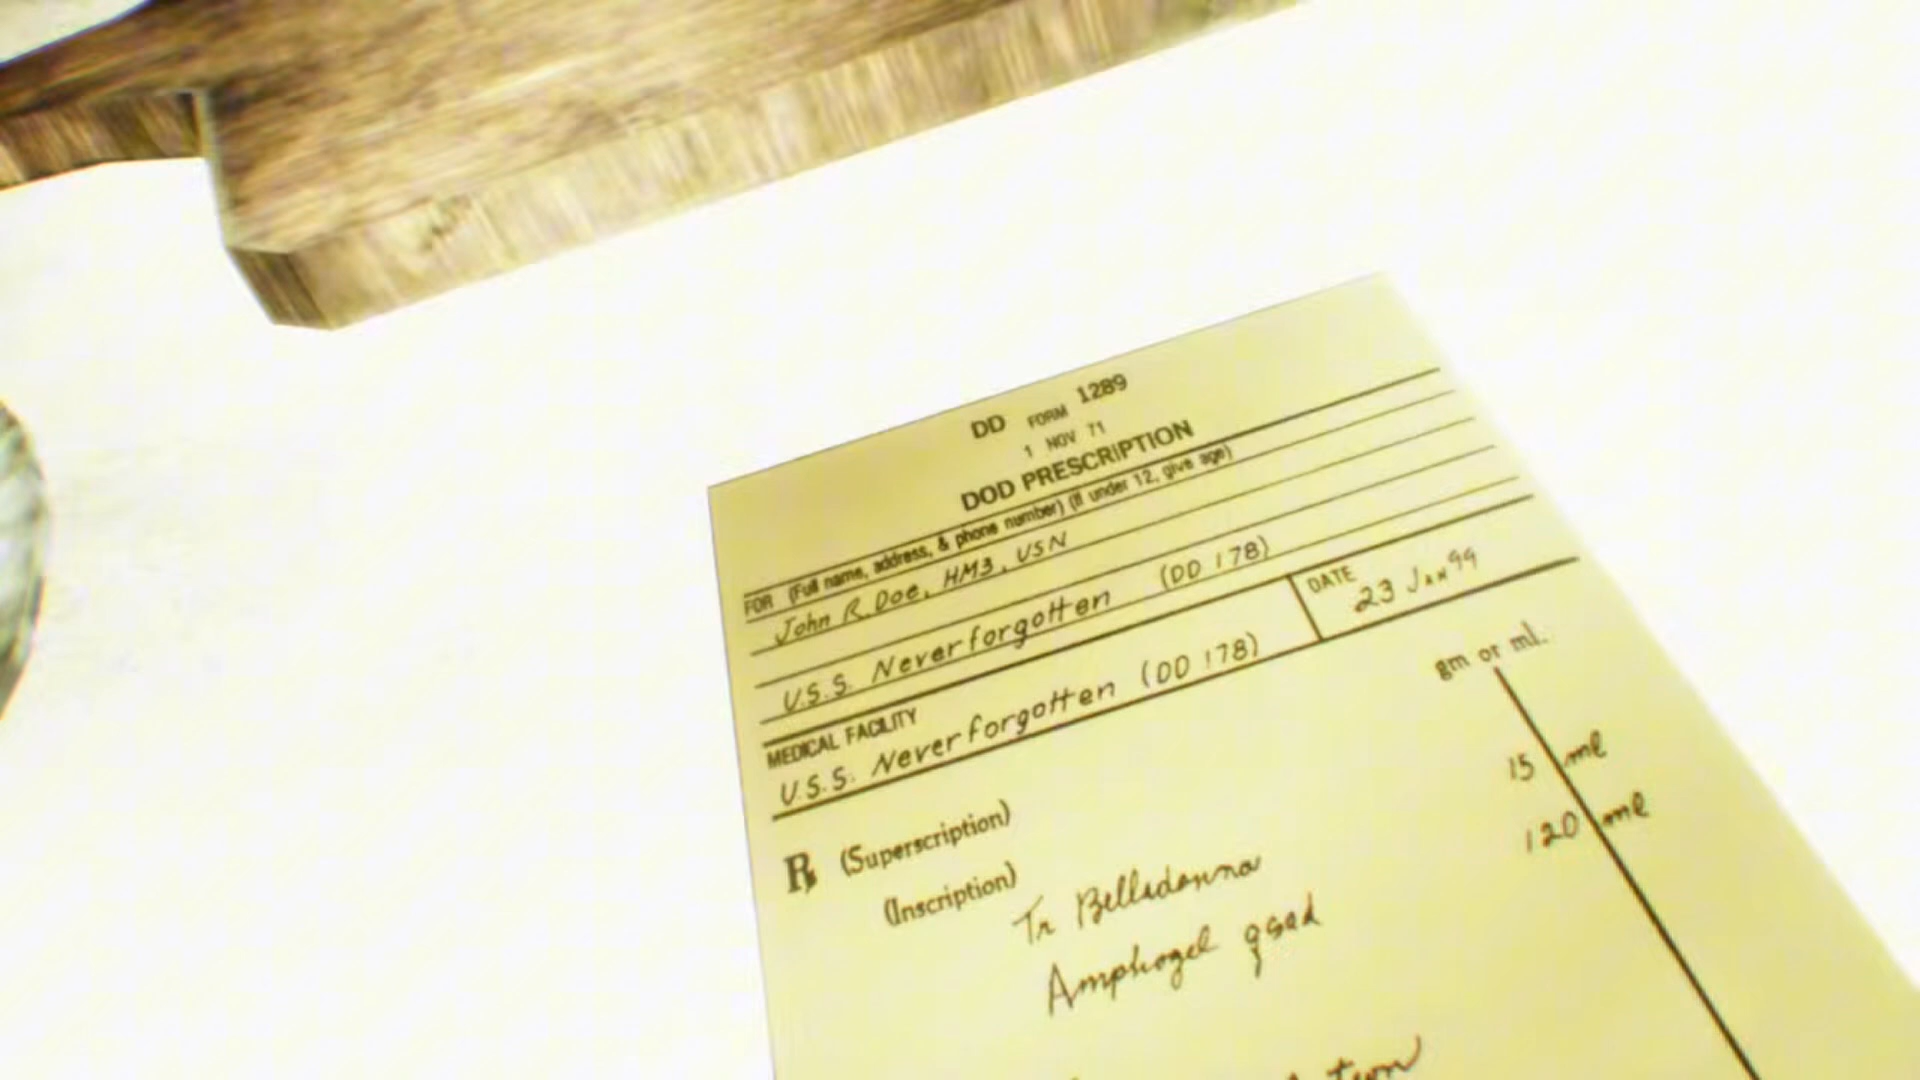 DD FORM 1289
1 NOV 71
DOD PRESCRIPTION
FOR (Full name, address, & phone number) (If under 12, give age)
John R. Doe, HM3, USN
U.S.S. Neverforgotten (DD 178)
MEDICAL FACILITY
U.S.S. Neverforgotten (DD 178)
DATE
23 Jan 99
℞ (Superscription)
gm or ml.
(Inscription)
Tr Belladonna 15 ml
Amphogel qsad 120 ml